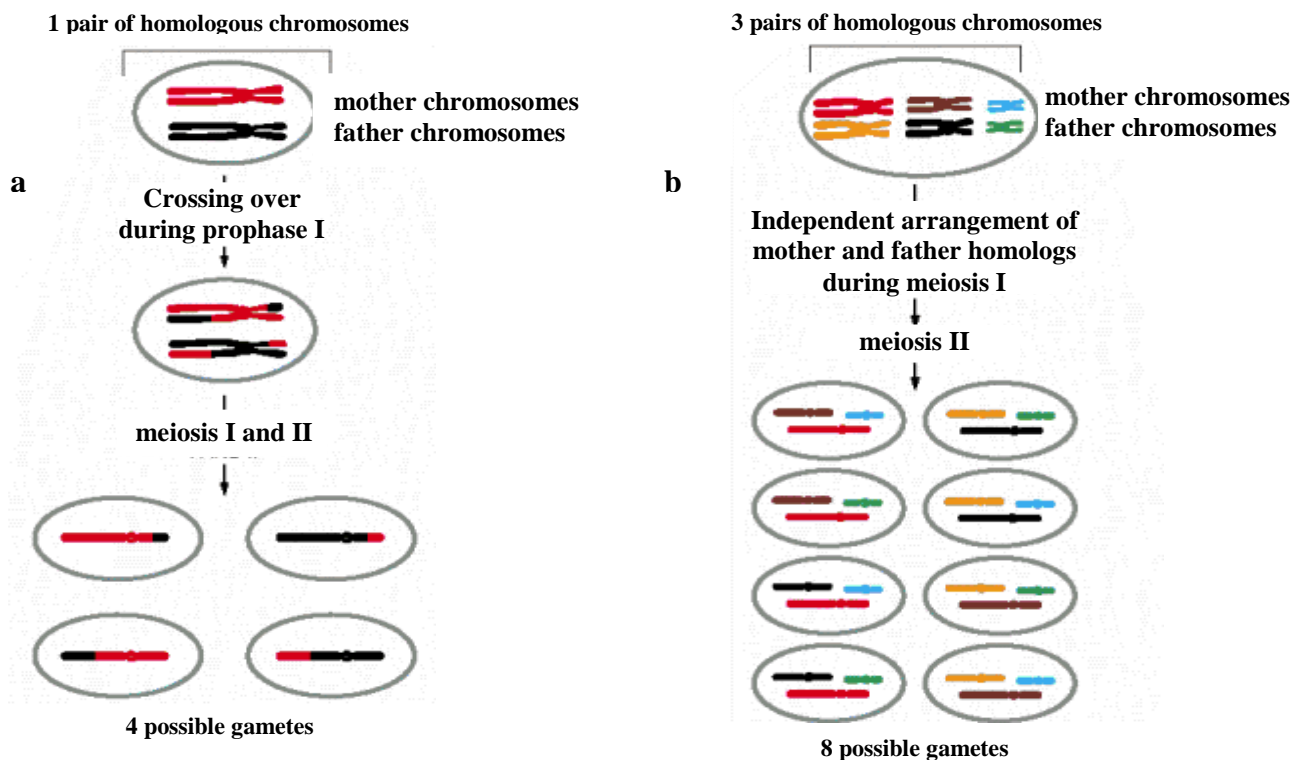 1 pair of homologous chromosomes
mother chromosomes
father chromosomes
a
Crossing over
during prophase I
meiosis I and II
4 possible gametes
3 pairs of homologous chromosomes
mother chromosomes
father chromosomes
b
Independent arrangement of
mother and father homologs
during meiosis I
meiosis II
8 possible gametes